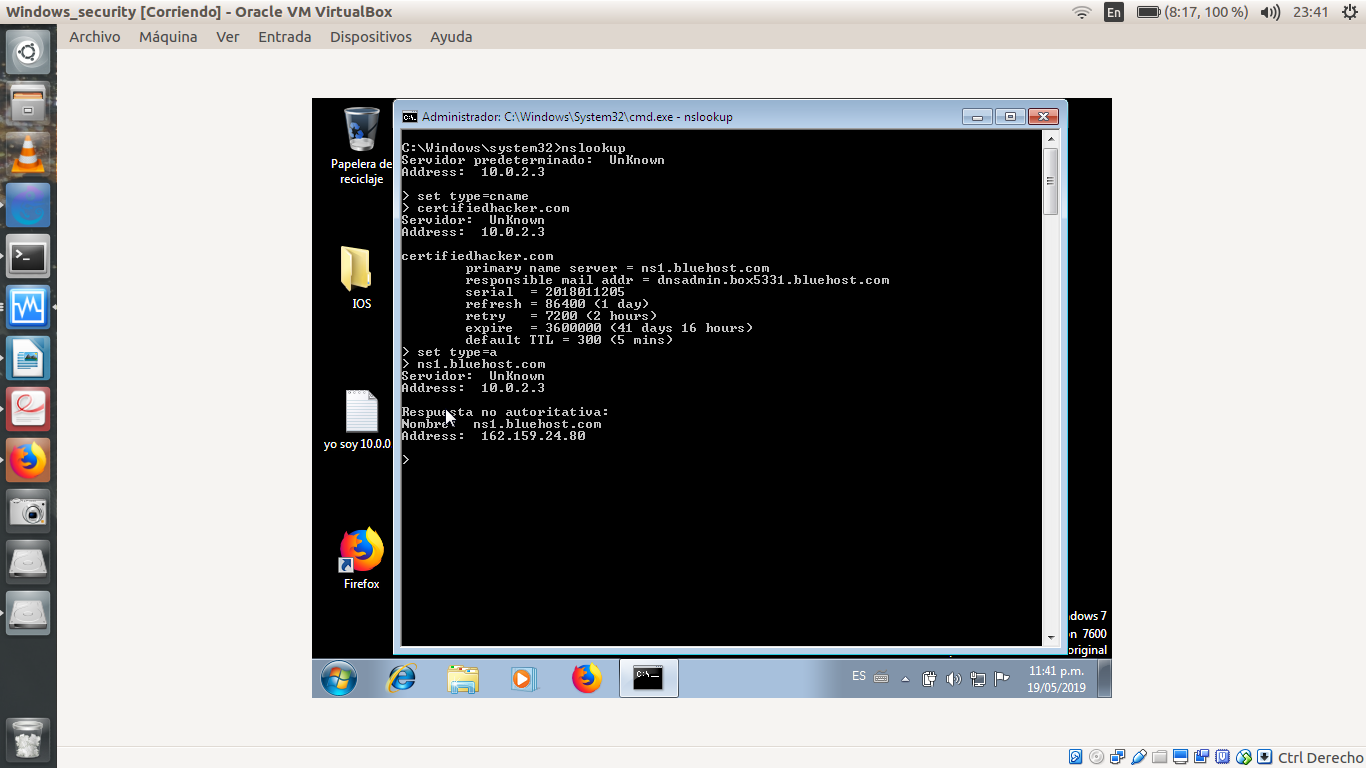 Windows_security [Corriendo] - Oracle VM VirtualBox
En
(8:17, 100 %)
23:41
Archivo Máquina Ver Entrada Dispositivos Ayuda
Papelera de
reciclaje
IOS
yo soy 10.0.0
Firefox
Administrador: C:\Windows\System32\cmd.exe - nslookup
C:\Windows\system32>nslookup
Servidor predeterminado:  UnKnown
Address:  10.0.2.3
> set type=cname
> certifiedhacker.com
Servidor:  UnKnown
Address:  10.0.2.3
certifiedhacker.com
primary name server = ns1.bluehost.com
responsible mail addr = dnsadmin.box5331.bluehost.com
serial  = 2018011205
refresh = 86400 (1 day)
retry   = 7200 (2 hours)
expire  = 3600000 (41 days 16 hours)
default TTL = 300 (5 mins)
> set type=a
> ns1.bluehost.com
Servidor:  UnKnown
Address:  10.0.2.3
Respuesta no autoritativa:
Nombre  ns1.bluehost.com
Address:  162.159.24.80
>
dows 7
n 7600
original
ES
11:41 p.m.
19/05/2019
Ctrl Derecho